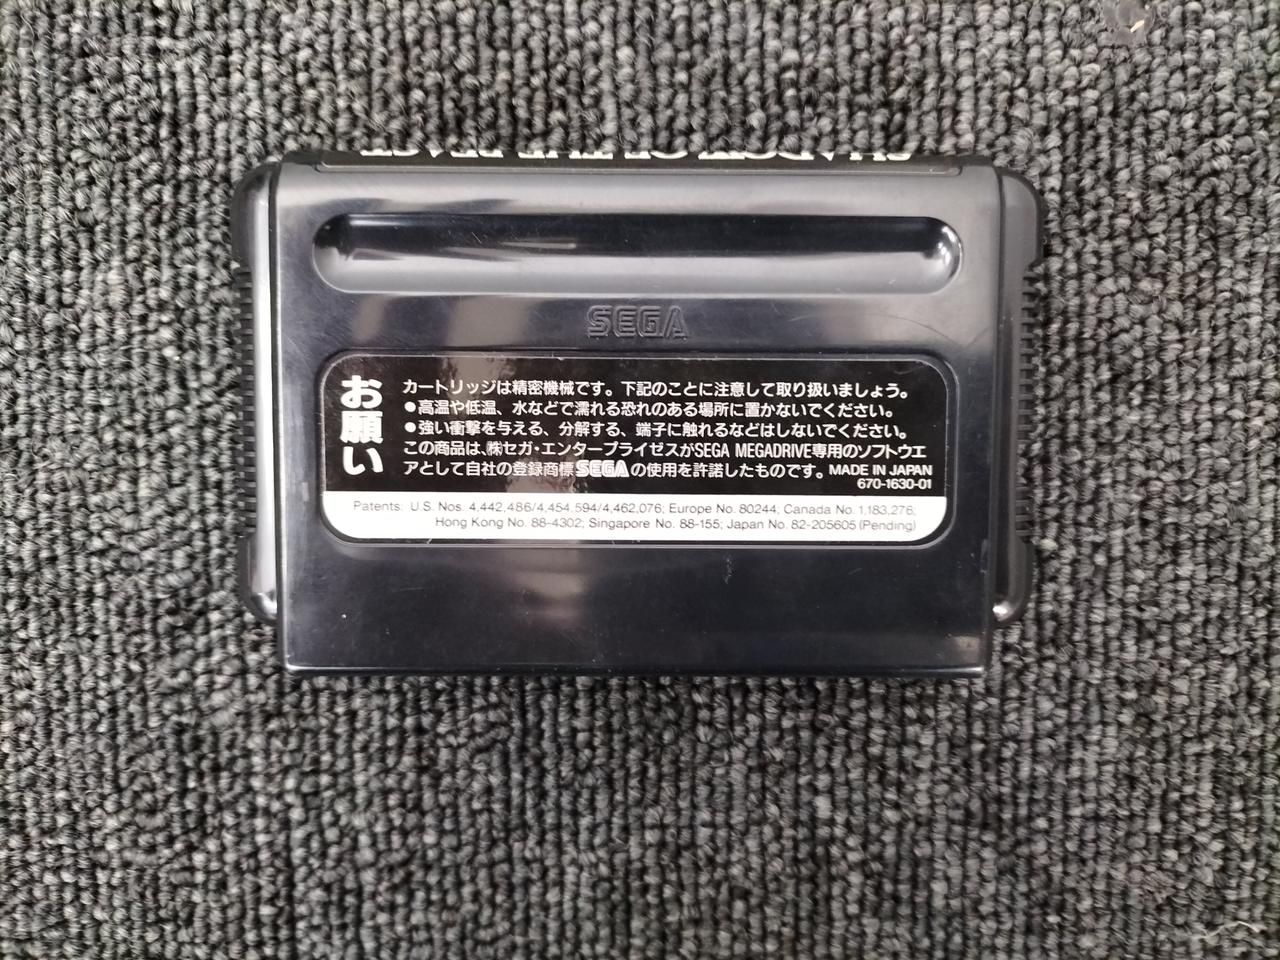 SHADOW OF THE BEAST
SEGA
お願い
カートリッジは精密機械です。下記のことに注意して取り扱いましょう。
●高温や低温、水などで濡れる恐れのある場所に置かないでください。
●強い衝撃を与える、分解する、端子に触れるなどはしないでください。
この商品は、㈱セガ・エンタープライゼスがSEGA MEGADRIVE専用のソフトウエ
アとして自社の登録商標SEGAの使用を許諾したものです。MADE IN JAPAN
670-1630-01
Patents: U.S. Nos. 4,442,486/4,454,594/4,462,076; Europe No. 80244; Canada No. 1,183,276;
Hong Kong No. 88-4302; Singapore No. 88-155; Japan No. 82-205605 (Pending)